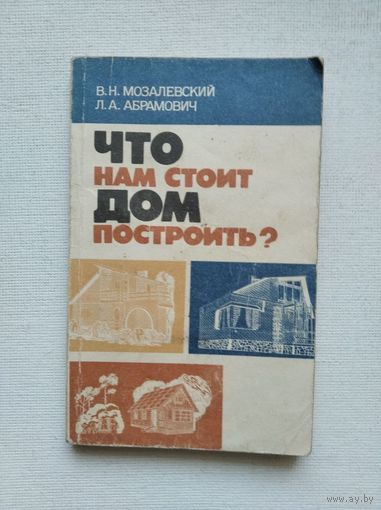 В. Н. МОЗАЛЕВСКИЙ
Л. А. АБРАМОВИЧ
ЧТО
НАМ СТОИТ
ДОМ
ПОСТРОИТЬ?
© www.ay.by